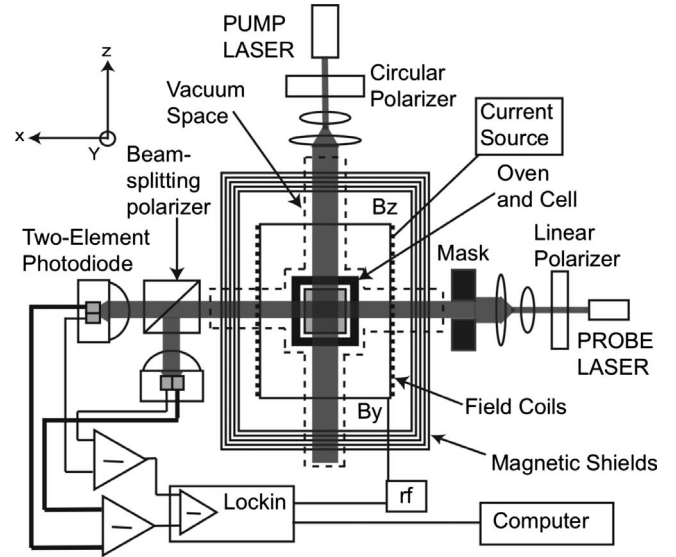 PUMP
LASER
z
Circular
Polarizer
Vacuum
Space
x
Y
Current
Source
Beam-
splitting
polarizer
Bz
Oven
and Cell
Two-Element
Photodiode
Mask
Linear
Polarizer
PROBE
LASER
By
Field Coils
Magnetic Shields
Lockin
rf
Computer